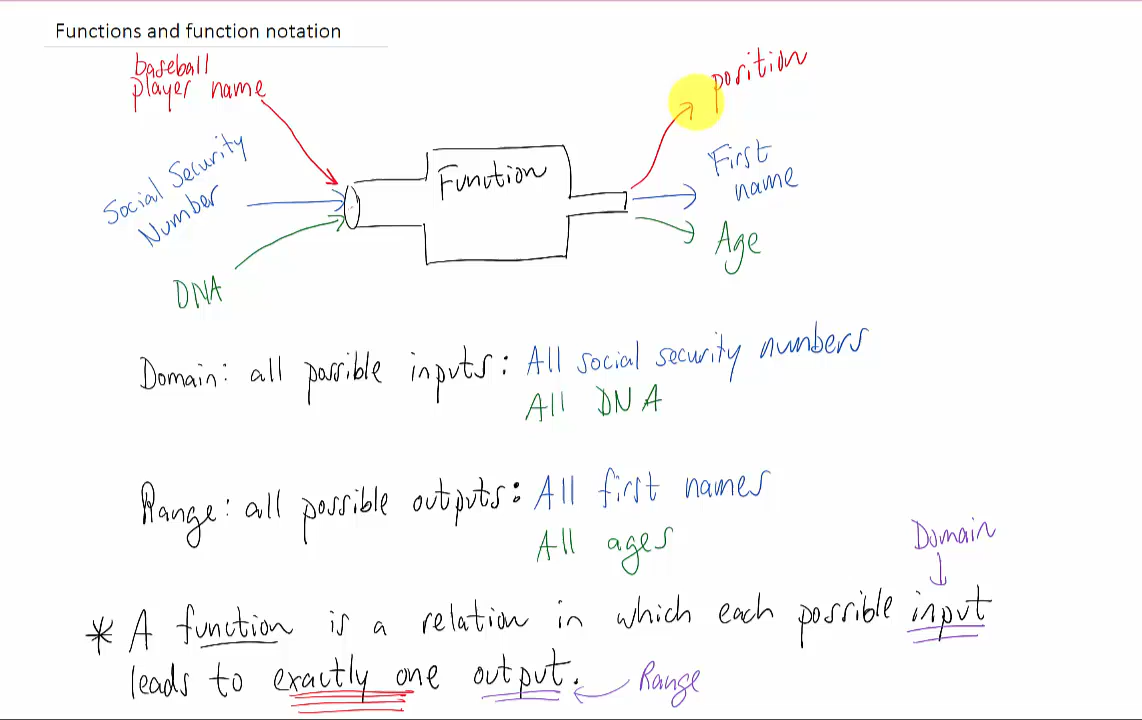 Functions and function notation
baseball
player name
position
Social Security
Number
Function
First
name
DNA
Age
Domain: all possible inputs: All social security numbers
All DNA
Range: all possible outputs: All first names
All ages
Domain
* A function is a relation in which each possible input
leads to exactly one output.
Range